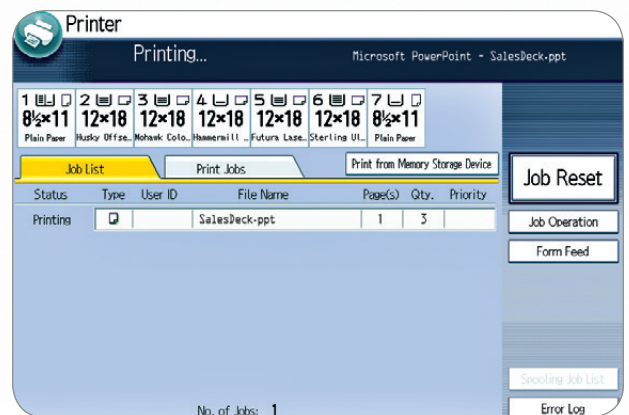 Printer
Printing... Microsoft PowerPoint - SalesDeck.ppt
1 2 3 4 5 6 7
8½×11 12×18 12×18 12×18 12×18 12×18 8½×11
Plain Paper Husky Offse… Mohawk Colo… Hammermill … Futura Lase… Sterling Ul… Plain Paper
Job List Print Jobs Print from Memory Storage Device
Job Reset
Status Type User ID File Name Page(s) Qty. Priority
Printing SalesDeck.ppt 1 3
Job Operation
Form Feed
Spooling Job List
No. of Jobs: 1 Error Log